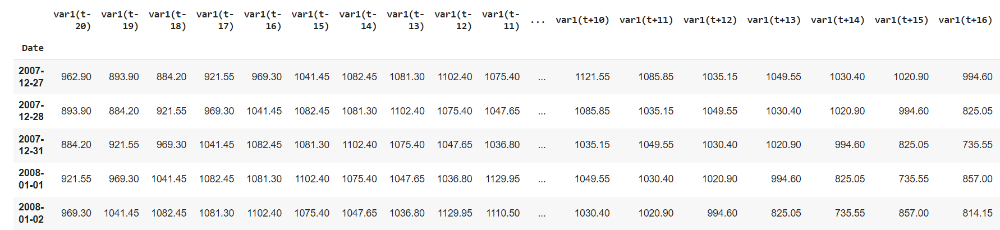 var1(t-20) var1(t-19) var1(t-18) var1(t-17) var1(t-16) var1(t-15) var1(t-14) var1(t-13) var1(t-12) var1(t-11) ... var1(t+10) var1(t+11) var1(t+12) var1(t+13) var1(t+14) var1(t+15) var1(t+16)
Date
2007-12-27 962.90 893.90 884.20 921.55 969.30 1041.45 1082.45 1081.30 1102.40 1075.40 ... 1121.55 1085.85 1035.15 1049.55 1030.40 1020.90 994.60
2007-12-28 893.90 884.20 921.55 969.30 1041.45 1082.45 1081.30 1102.40 1075.40 1047.65 ... 1085.85 1035.15 1049.55 1030.40 1020.90 994.60 825.05
2007-12-31 884.20 921.55 969.30 1041.45 1082.45 1081.30 1102.40 1075.40 1047.65 1036.80 ... 1035.15 1049.55 1030.40 1020.90 994.60 825.05 735.55
2008-01-01 921.55 969.30 1041.45 1082.45 1081.30 1102.40 1075.40 1047.65 1036.80 1129.95 ... 1049.55 1030.40 1020.90 994.60 825.05 735.55 857.00
2008-01-02 969.30 1041.45 1082.45 1081.30 1102.40 1075.40 1047.65 1036.80 1129.95 1110.50 ... 1030.40 1020.90 994.60 825.05 735.55 857.00 814.15